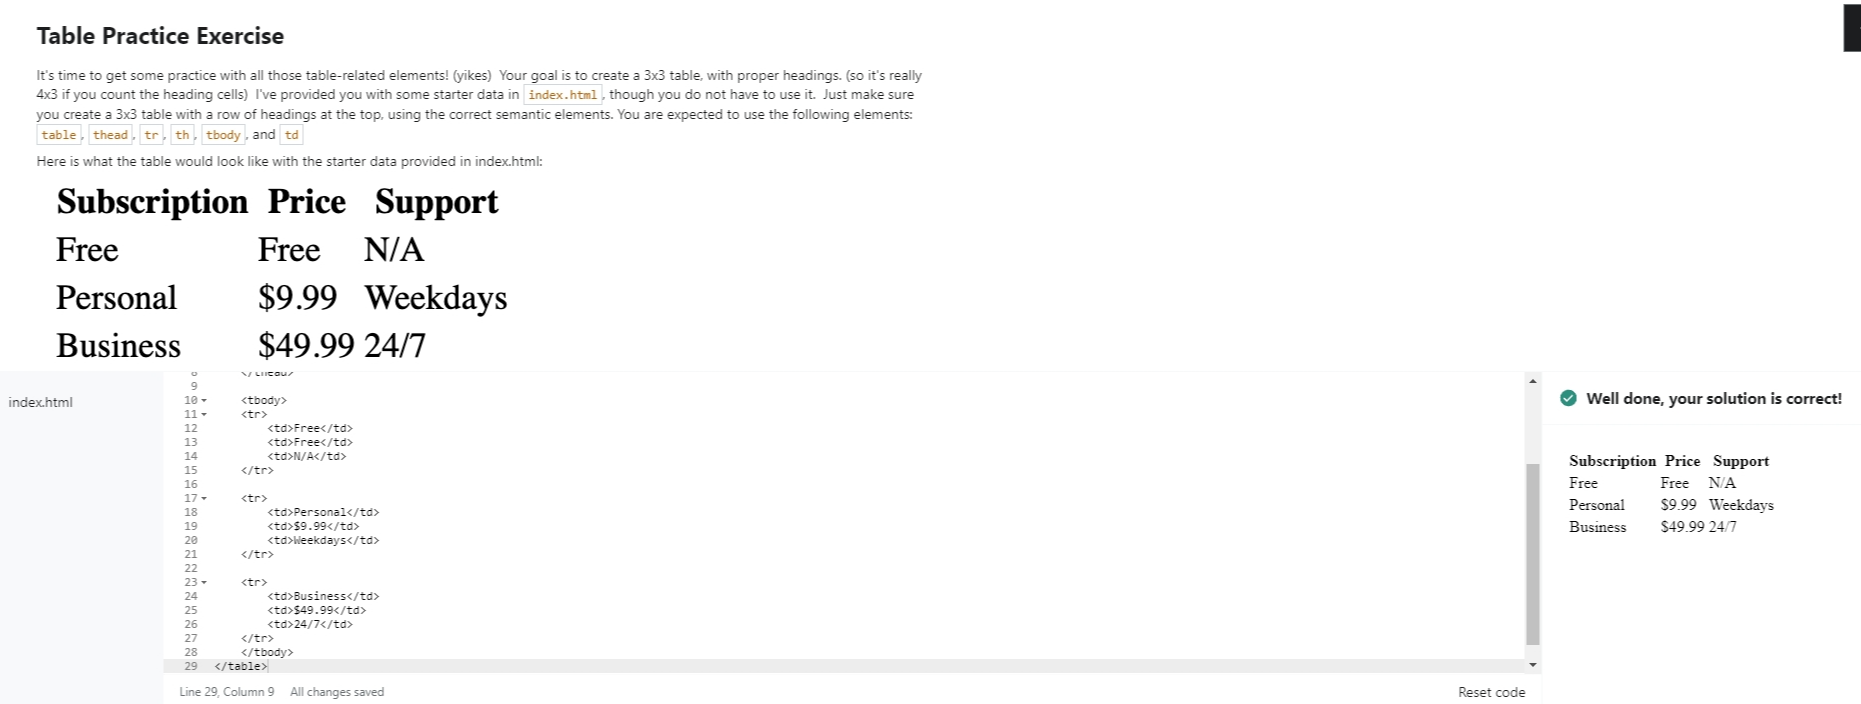 Table Practice Exercise
It's time to get some practice with all those table-related elements! (yikes)  Your goal is to create a 3x3 table, with proper headings. (so it's really
4x3 if you count the heading cells)  I've provided you with some starter data in index.html, though you do not have to use it.  Just make sure
you create a 3x3 table with a row of headings at the top, using the correct semantic elements. You are expected to use the following elements:
table, thead, tr, th, tbody, and td
Here is what the table would look like with the starter data provided in index.html:
Subscription Price Support
Free Free N/A
Personal $9.99 Weekdays
Business $49.99 24/7
index.html
8 </thead>
9
10 <tbody>
11 <tr>
12 <td>Free</td>
13 <td>Free</td>
14 <td>N/A</td>
15 </tr>
16
17 <tr>
18 <td>Personal</td>
19 <td>$9.99</td>
20 <td>Weekdays</td>
21 </tr>
22
23 <tr>
24 <td>Business</td>
25 <td>$49.99</td>
26 <td>24/7</td>
27 </tr>
28 </tbody>
29 </table>
Line 29, Column 9 All changes saved
Reset code
Well done, your solution is correct!
Subscription Price Support
Free Free N/A
Personal $9.99 Weekdays
Business $49.99 24/7